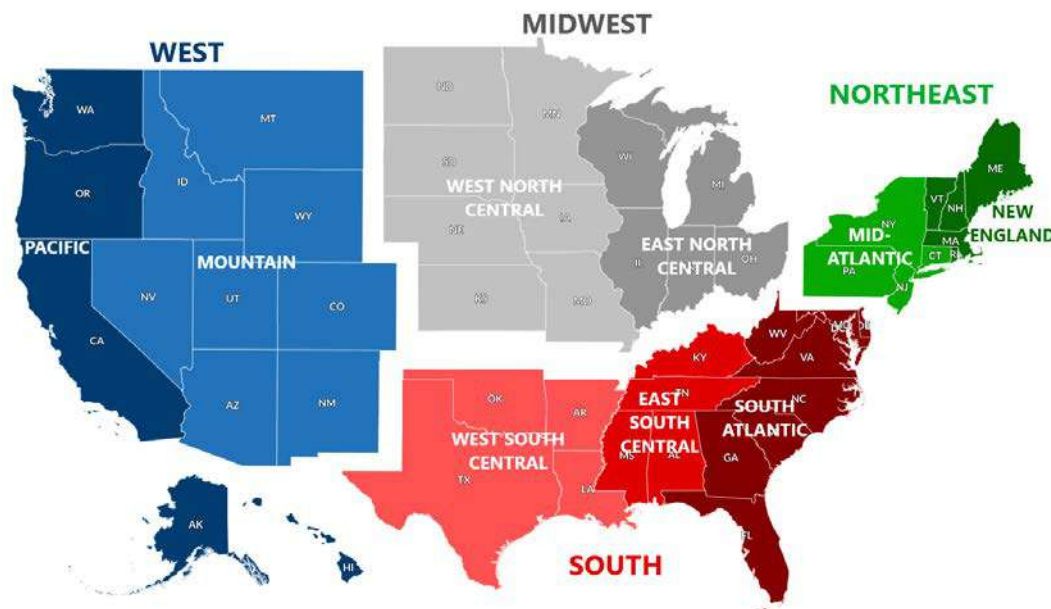 MIDWEST
WEST
NORTHEAST
WA
MT
ND
MN
OR
ID
SD
WI
MI
ME
VT
NH
WY
WEST NORTH
CENTRAL
NY
NEW
ENGLAND
MA
PACIFIC
MOUNTAIN
NE
IA
EAST NORTH
CENTRAL
IL
OH
MID-
ATLANTIC
CT
RI
PA
NJ
NV
UT
CO
KS
MO
CA
WV
VA
KY
AZ
NM
OK
AR
TN
NC
EAST
SOUTH
CENTRAL
SOUTH
ATLANTIC
WEST SOUTH
CENTRAL
MS
AL
GA
TX
LA
AK
FL
HI
SOUTH